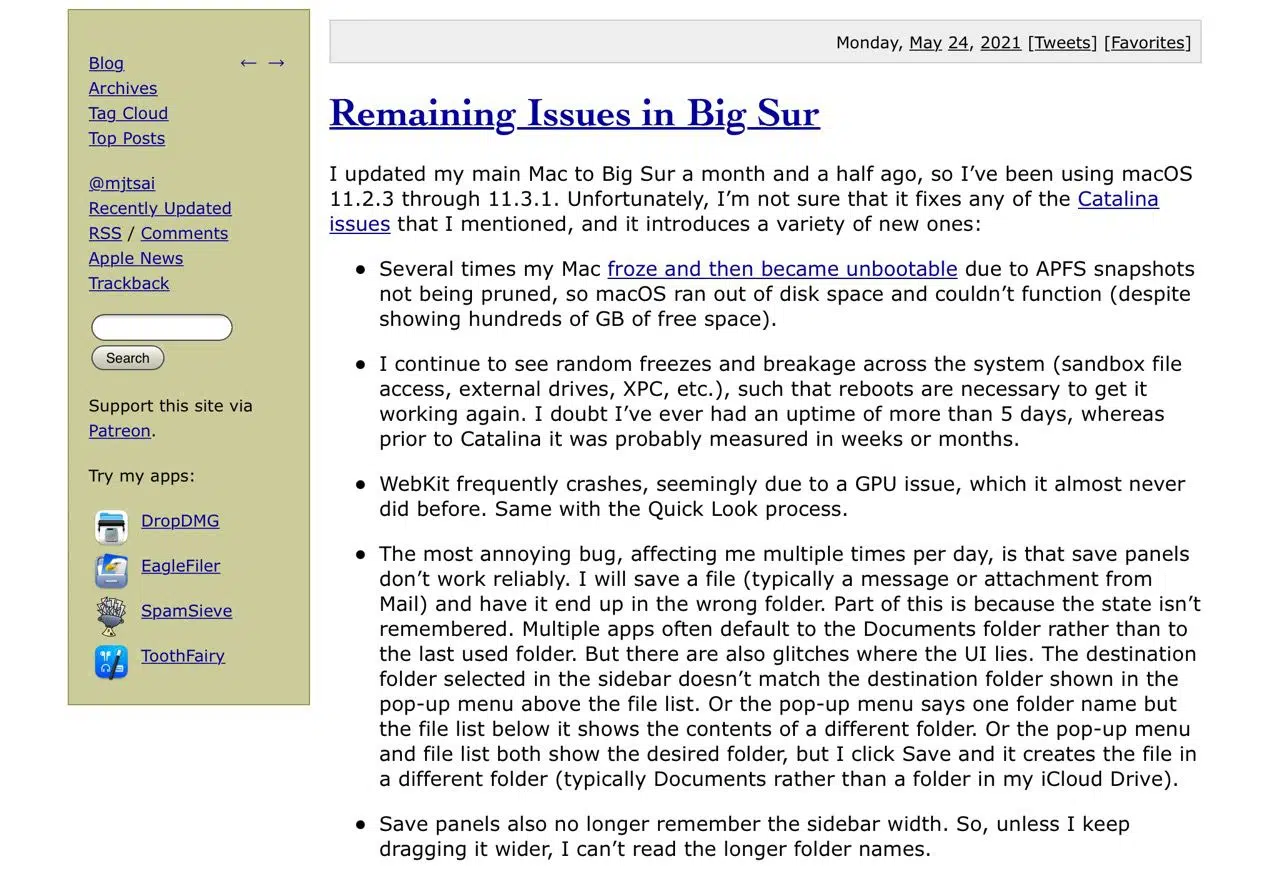 Blog ← →
Archives
Tag Cloud
Top Posts
@mjtsai
Recently Updated
RSS / Comments
Apple News
Trackback
Search
Support this site via
Patreon.
Try my apps:
DropDMG
EagleFiler
SpamSieve
ToothFairy
Monday, May 24, 2021 [Tweets] [Favorites]
Remaining Issues in Big Sur
I updated my main Mac to Big Sur a month and a half ago, so I’ve been using macOS
11.2.3 through 11.3.1. Unfortunately, I’m not sure that it fixes any of the Catalina
issues that I mentioned, and it introduces a variety of new ones:
• Several times my Mac froze and then became unbootable due to APFS snapshots
not being pruned, so macOS ran out of disk space and couldn’t function (despite
showing hundreds of GB of free space).
• I continue to see random freezes and breakage across the system (sandbox file
access, external drives, XPC, etc.), such that reboots are necessary to get it
working again. I doubt I’ve ever had an uptime of more than 5 days, whereas
prior to Catalina it was probably measured in weeks or months.
• WebKit frequently crashes, seemingly due to a GPU issue, which it almost never
did before. Same with the Quick Look process.
• The most annoying bug, affecting me multiple times per day, is that save panels
don’t work reliably. I will save a file (typically a message or attachment from
Mail) and have it end up in the wrong folder. Part of this is because the state isn’t
remembered. Multiple apps often default to the Documents folder rather than to
the last used folder. But there are also glitches where the UI lies. The destination
folder selected in the sidebar doesn’t match the destination folder shown in the
pop-up menu above the file list. Or the pop-up menu says one folder name but
the file list below it shows the contents of a different folder. Or the pop-up menu
and file list both show the desired folder, but I click Save and it creates the file in
a different folder (typically Documents rather than a folder in my iCloud Drive).
• Save panels also no longer remember the sidebar width. So, unless I keep
dragging it wider, I can’t read the longer folder names.